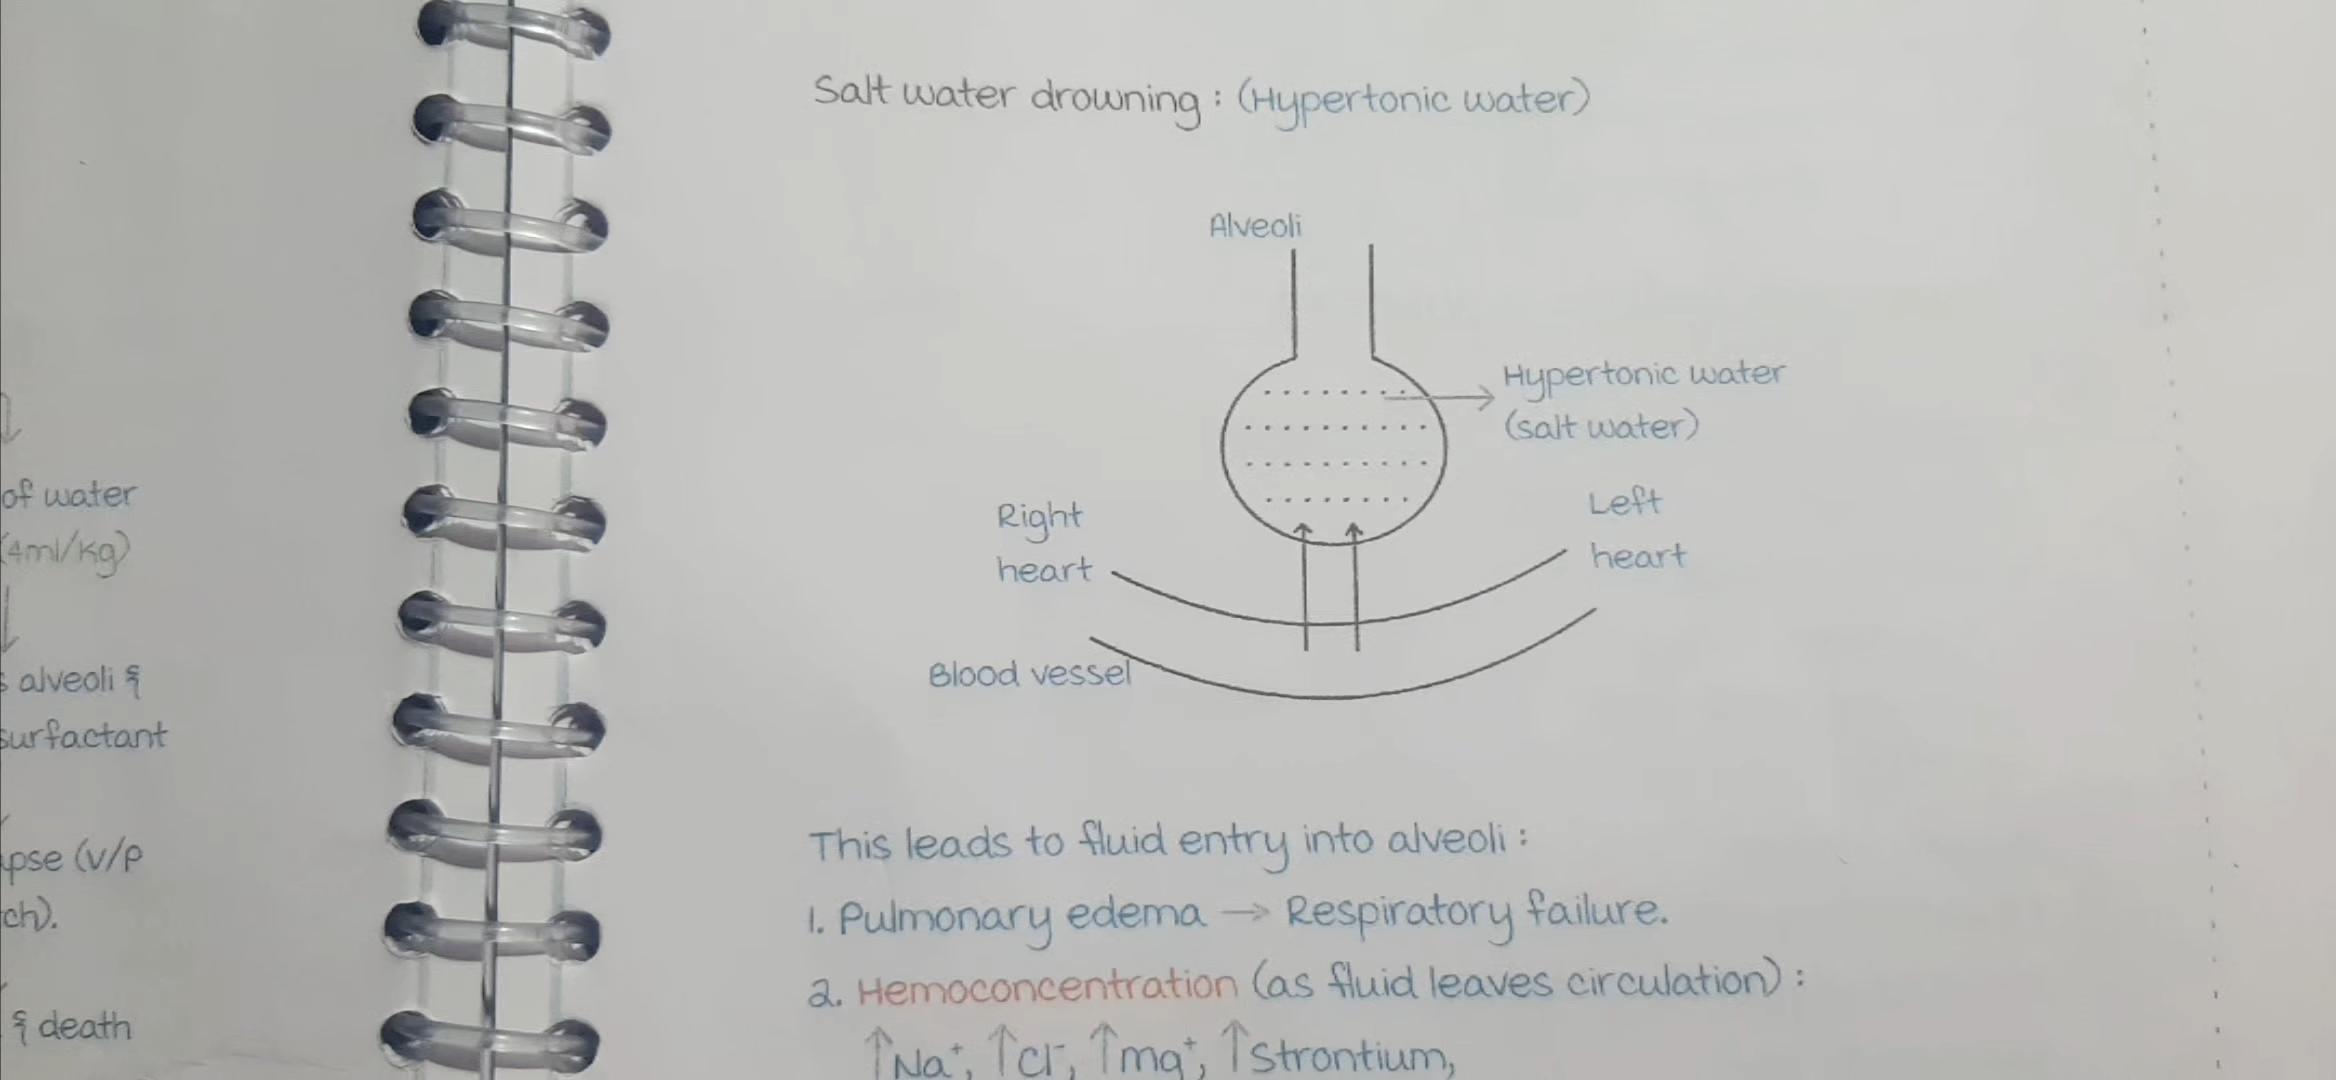 of water
(4ml/kg)
alveoli &
surfactant
(v/p
& death
Salt water drowning : (Hypertonic water)
Alveoli
Hypertonic water
(salt water)
Right
heart
Left
heart
Blood vessel
This leads to fluid entry into alveoli :
1. Pulmonary edema → Respiratory failure.
2. Hemoconcentration (as fluid leaves circulation) :
↑Na⁺, ↑Cl⁻, ↑mg⁺, ↑Strontium,